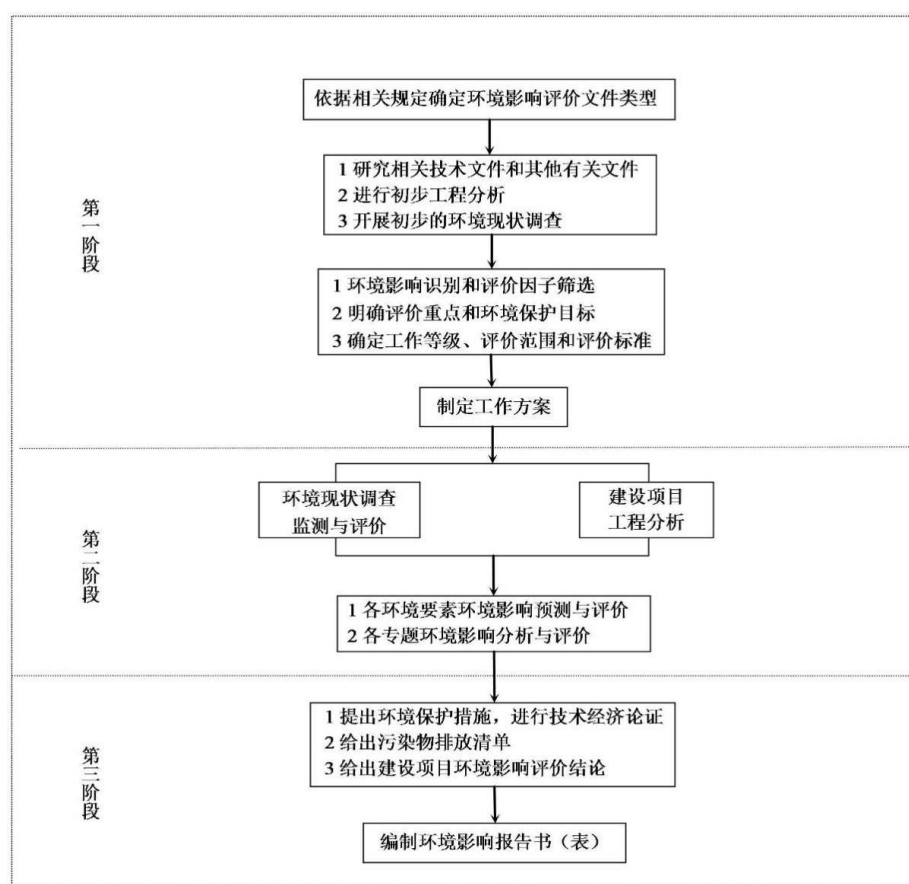 依据相关规定确定环境影响评价文件类型
1 研究相关技术文件和其他有关文件
2 进行初步工程分析
3 开展初步的环境现状调查
第一阶段
1 环境影响识别和评价因子筛选
2 明确评价重点和环境保护目标
3 确定工作等级、评价范围和评价标准
制定工作方案
环境现状调查
监测与评价
建设项目
工程分析
第二阶段
1 各环境要素环境影响预测与评价
2 各专题环境影响分析与评价
1 提出环境保护措施，进行技术经济论证
2 给出污染物排放清单
3 给出建设项目环境影响评价结论
第三阶段
编制环境影响报告书（表）